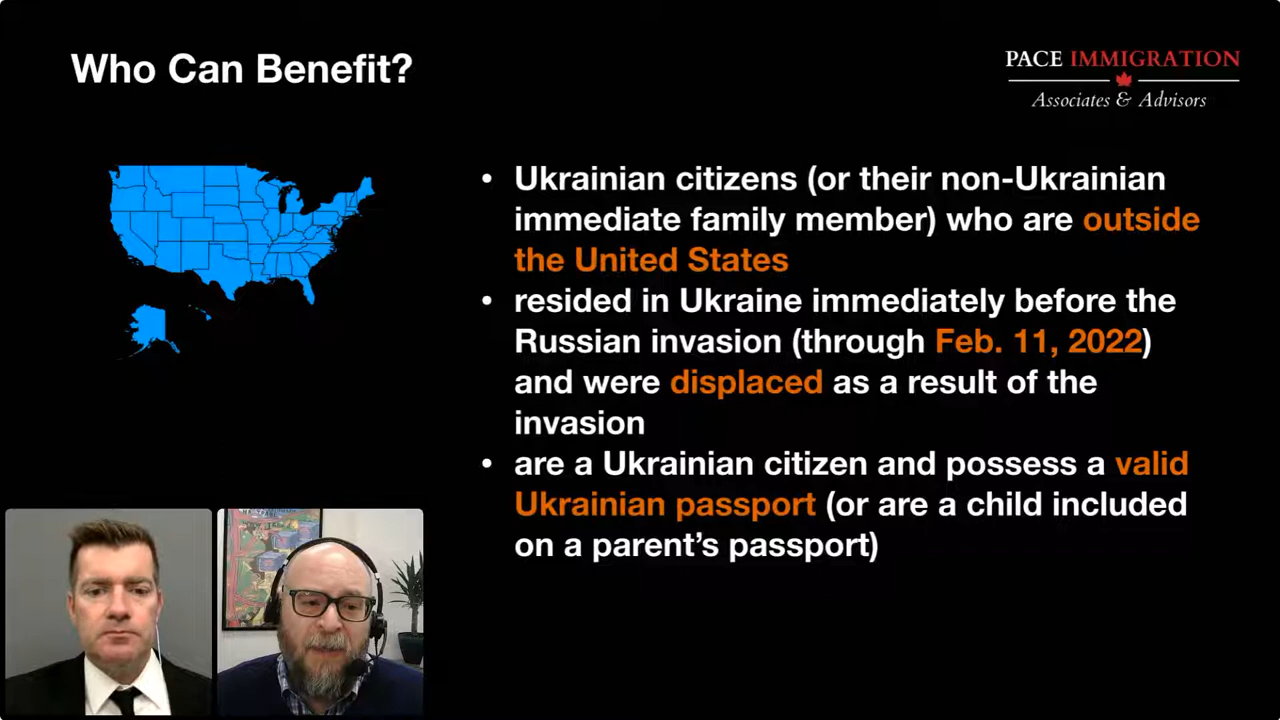 Who Can Benefit?
PACE IMMIGRATION
Associates & Advisors
• Ukrainian citizens (or their non-Ukrainian
immediate family member) who are outside
the United States
• resided in Ukraine immediately before the
Russian invasion (through Feb. 11, 2022)
and were displaced as a result of the
invasion
• are a Ukrainian citizen and possess a valid
Ukrainian passport (or are a child included
on a parent’s passport)